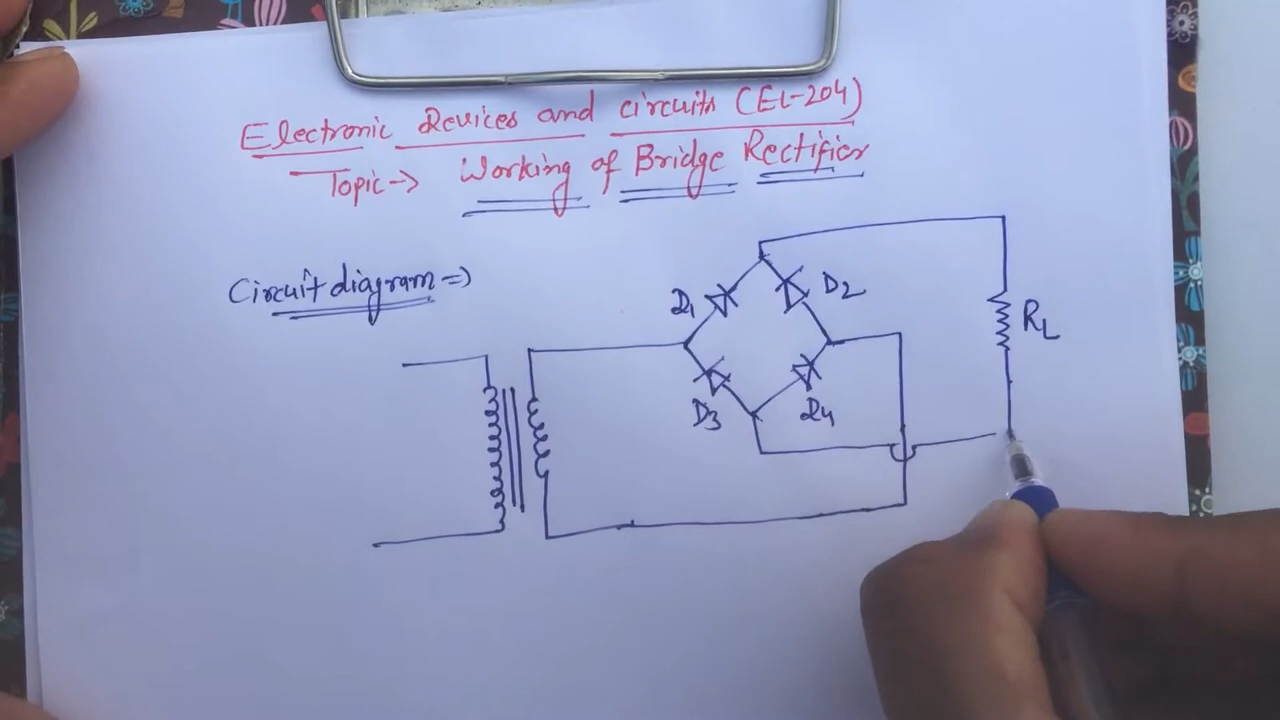 Electronic Devices and circuits (EL-204)
Topic-> Working of Bridge Rectifier
Circuit diagram =>
D1
D2
RL
D3
D4